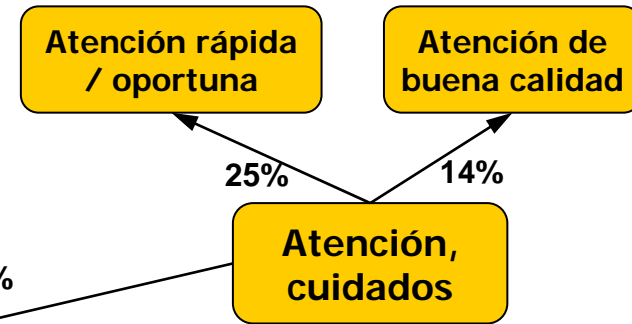 Atención rápida
/ oportuna
Atención de
buena calidad
25%
14%
Atención,
cuidados
%